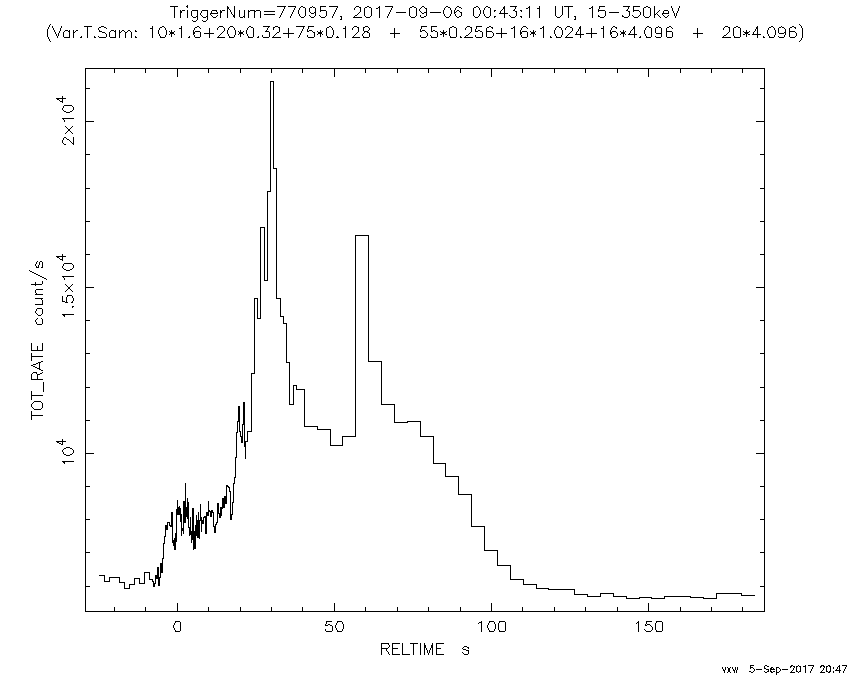 TriggerNum=770957, 2017-09-06 00:43:11 UT, 15-350keV
(Var.T.Sam: 10*1.6+20*0.32+75*0.128 + 55*0.256+16*1.024+16*4.096 + 20*4.096)
2×10⁴
1.5×10⁴
10⁴
TOT_RATE count/s
0 50 100 150
RELTIME s
vxw 5-Sep-2017 20:47